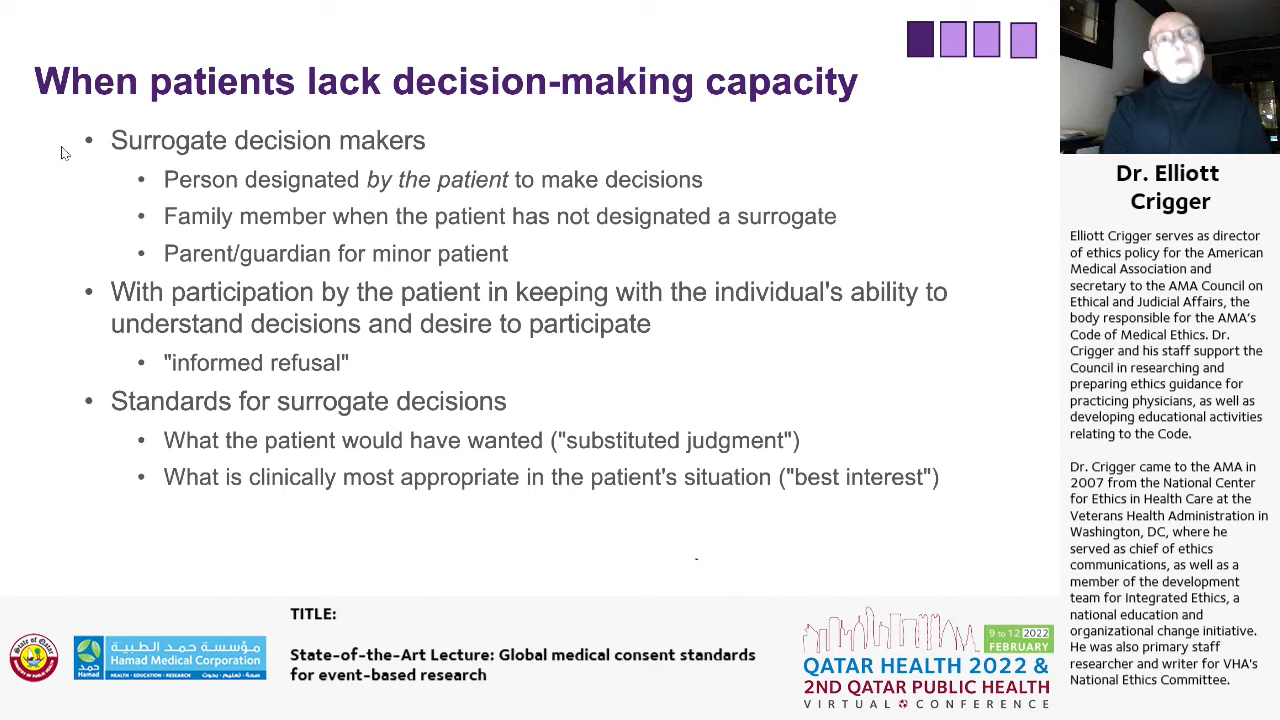 When patients lack decision-making capacity
• Surrogate decision makers
• Person designated by the patient to make decisions
• Family member when the patient has not designated a surrogate
• Parent/guardian for minor patient
• With participation by the patient in keeping with the individual's ability to
understand decisions and desire to participate
• "informed refusal"
• Standards for surrogate decisions
• What the patient would have wanted ("substituted judgment")
• What is clinically most appropriate in the patient's situation ("best interest")
Dr. Elliott
Crigger
Elliott Crigger serves as director
of ethics policy for the American
Medical Association and
secretary to the AMA Council on
Ethical and Judicial Affairs, the
body responsible for the AMA's
Code of Medical Ethics. Dr.
Crigger and his staff support the
Council in researching and
preparing ethics guidance for
practicing physicians, as well as
developing educational activities
relating to the Code.
Dr. Crigger came to the AMA in
2007 from the National Center
for Ethics in Health Care at the
Veterans Health Administration in
Washington, DC, where he
served as chief of ethics
communications, as well as a
member of the development
team for Integrated Ethics, a
national education and
organizational change initiative.
He was also primary staff
researcher and writer for VHA's
National Ethics Committee.
State of Qatar
حمد
Hamad
مؤسسة حمد الطبية
Hamad Medical Corporation
HEALTH • EDUCATION • RESEARCH صحة • تعليم • بحوث
TITLE:
State-of-the-Art Lecture: Global medical consent standards
for event-based research
9 to 12 2022
FEBRUARY
QATAR HEALTH 2022 &
2ND QATAR PUBLIC HEALTH
VIRTUAL CONFERENCE